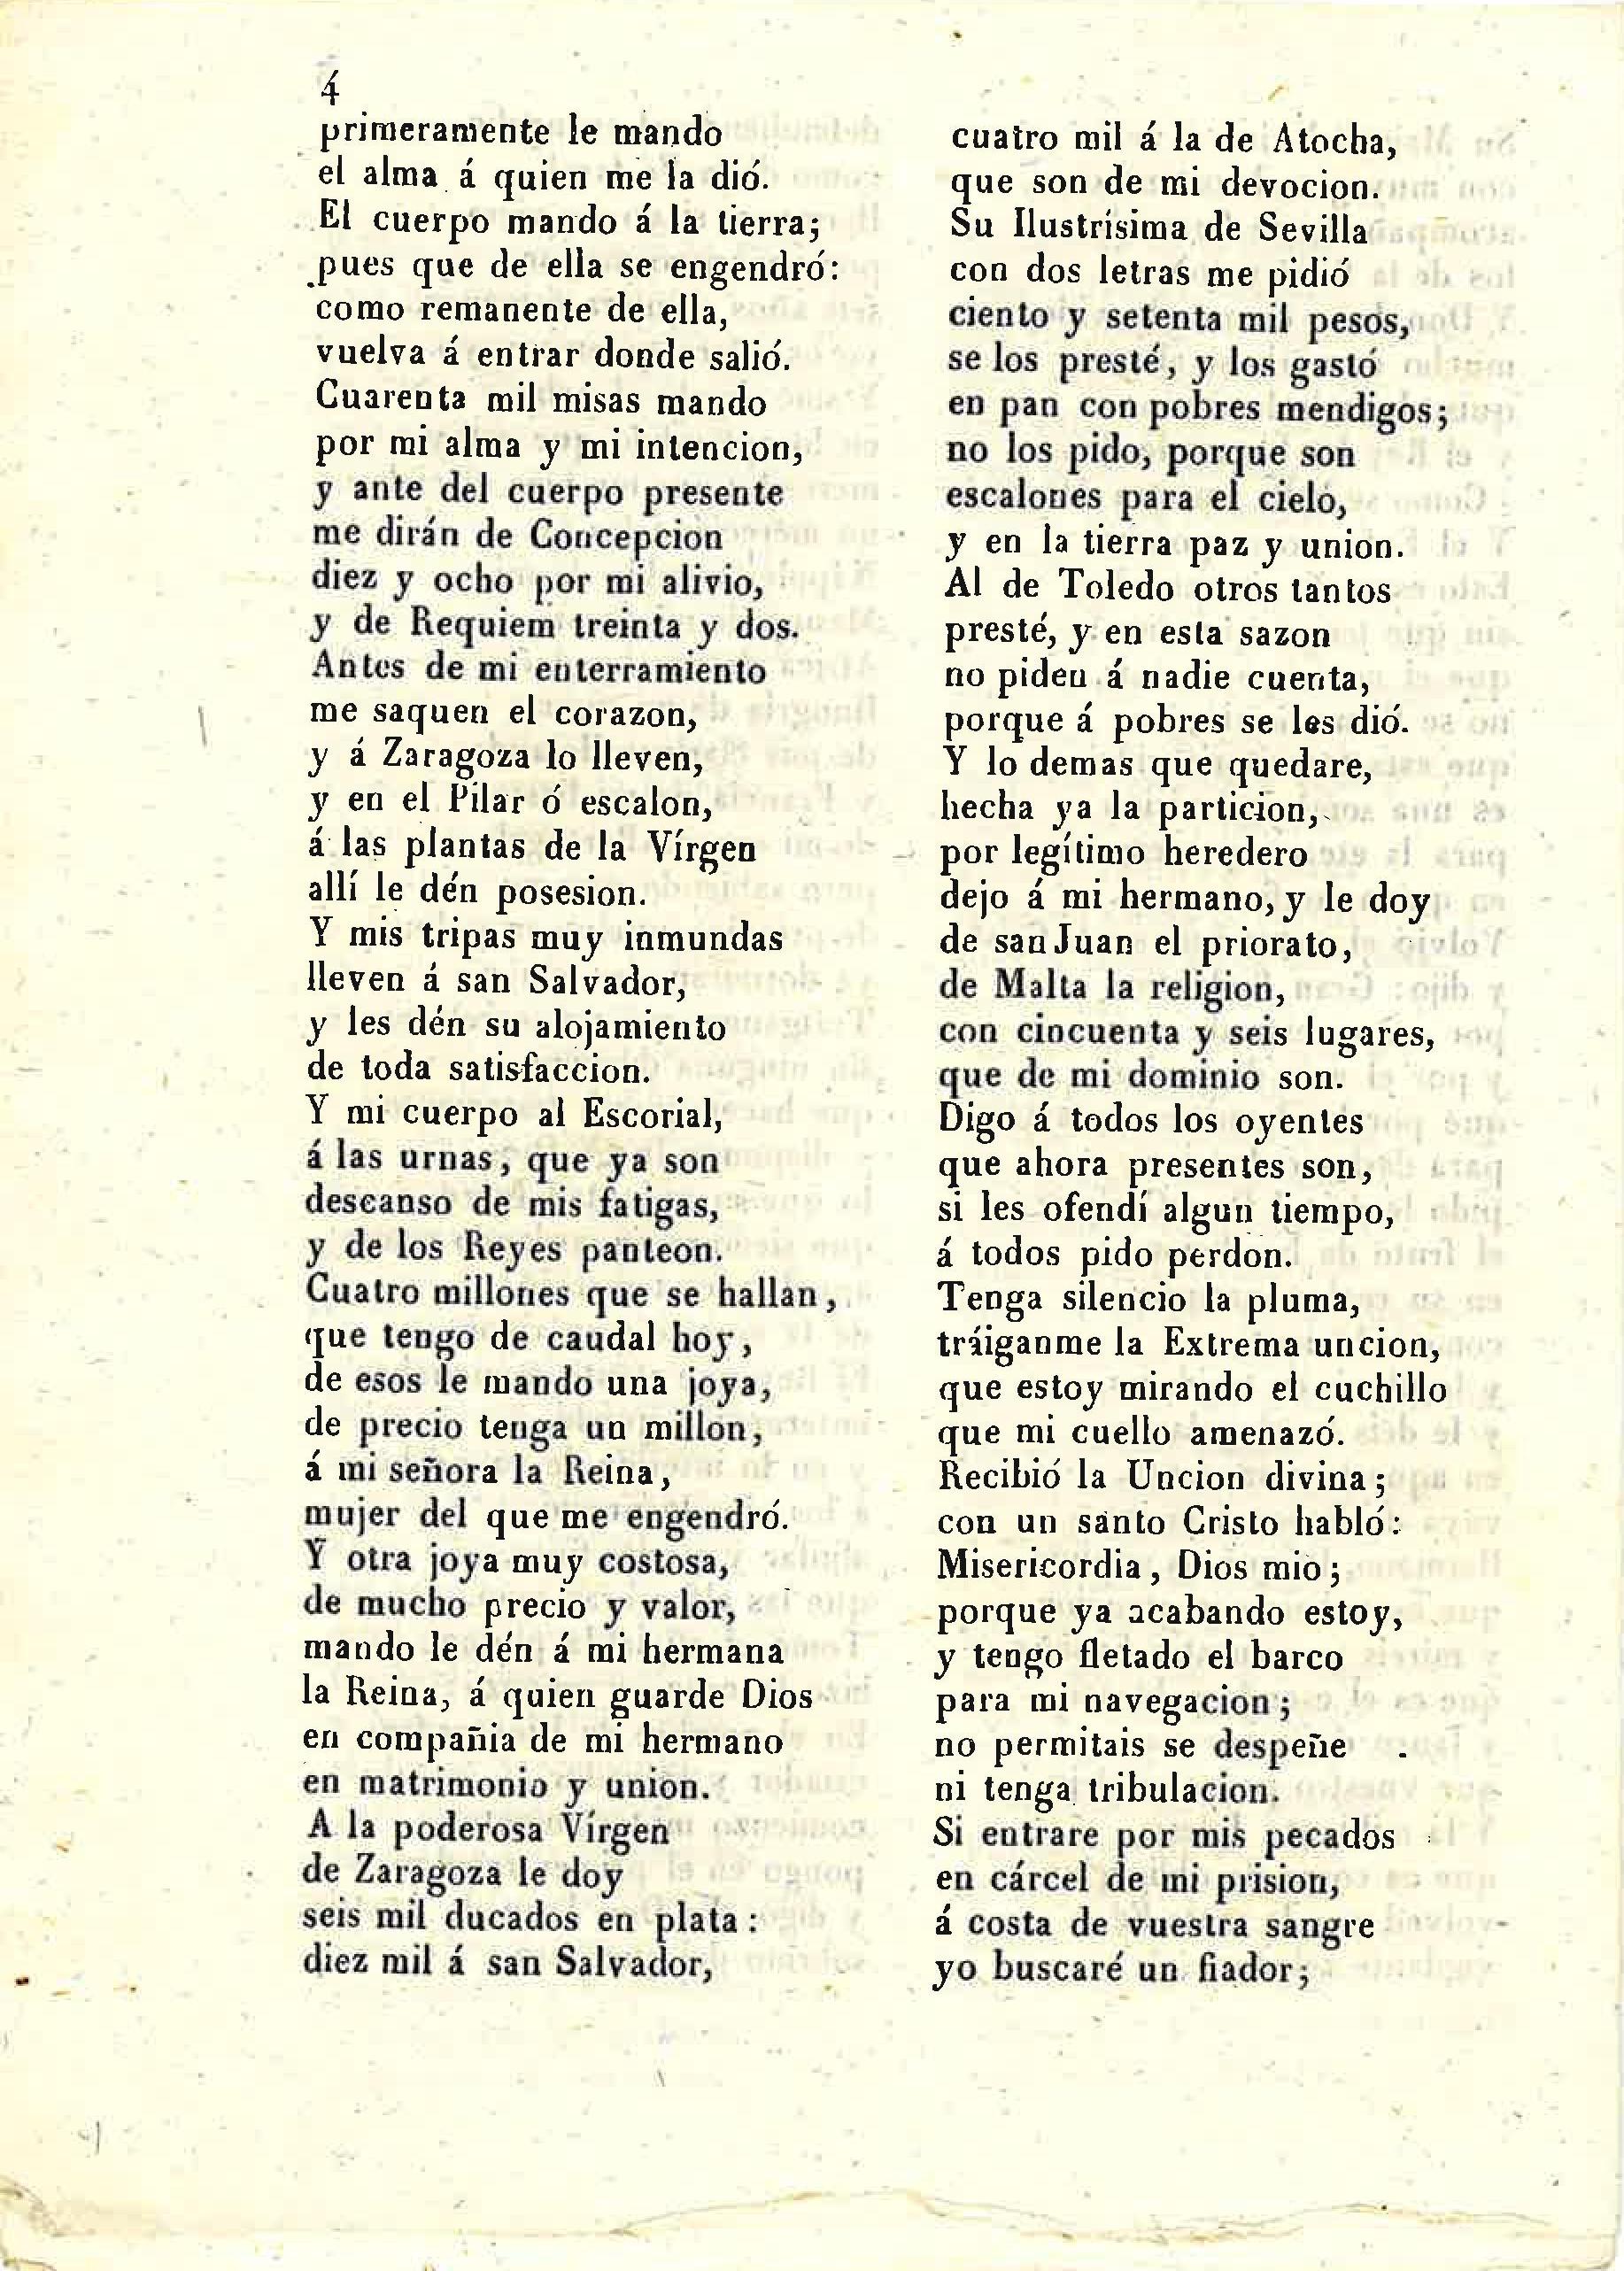 4
primeramente le mando
el alma á quien me la dió.
El cuerpo mando á la tierra;
pues que de ella se engendró:
como remanente de ella,
vuelva á entrar donde salió.
Cuarenta mil misas mando
por mi alma y mi intencion,
y ante del cuerpo presente
me dirán de Concepcion
diez y ocho por mi alivio,
y de Requiem treinta y dos.
Antes de mi enterramiento
me saquen el corazon,
y á Zaragoza lo lleven,
y en el Pilar ó escalon,
á las plantas de la Vírgen
allí le dén posesion.
Y mis tripas muy inmundas
lleven á san Salvador,
y les dén su alojamiento
de toda satisfaccion.
Y mi cuerpo al Escorial,
á las urnas, que ya son
descanso de mis fatigas,
y de los Reyes panteon.
Cuatro millones que se hallan,
que tengo de caudal hoy,
de esos le mando una joya,
de precio tenga un millon,
á mi señora la Reina,
mujer del que me engendró.
Y otra joya muy costosa,
de mucho precio y valor,
mando le dén á mi hermana
la Reina, á quien guarde Dios
en compañia de mi hermano
en matrimonio y union.
A la poderosa Vírgen
de Zaragoza le doy
seis mil ducados en plata:
diez mil á san Salvador,
cuatro mil á la de Atocha,
que son de mi devocion.
Su Ilustrísima de Sevilla
con dos letras me pidió
ciento y setenta mil pesos,
se los presté, y los gastó
en pan con pobres mendigos;
no los pido, porque son
escalones para el cielo,
y en la tierra paz y union.
Al de Toledo otros tantos
presté, y en esta sazon
no piden á nadie cuenta,
porque á pobres se les dió.
Y lo demas que quedare,
hecha ya la particion,
por legítimo heredero
dejo á mi hermano, y le doy
de san Juan el priorato,
de Malta la religion,
con cincuenta y seis lugares,
que de mi dominio son.
Digo á todos los oyentes
que ahora presentes son,
si les ofendí algun tiempo,
á todos pido perdon.
Tenga silencio la pluma,
tráiganme la Extrema uncion,
que estoy mirando el cuchillo
que mi cuello amenazó.
Recibió la Uncion divina;
con un santo Cristo habló:
Misericordia, Dios mio;
porque ya acabando estoy,
y tengo fletado el barco
para mi navegacion;
no permitais se despeñe
ni tenga tribulacion.
Si entrare por mis pecados
en cárcel de mi prision,
á costa de vuestra sangre
yo buscaré un fiador;